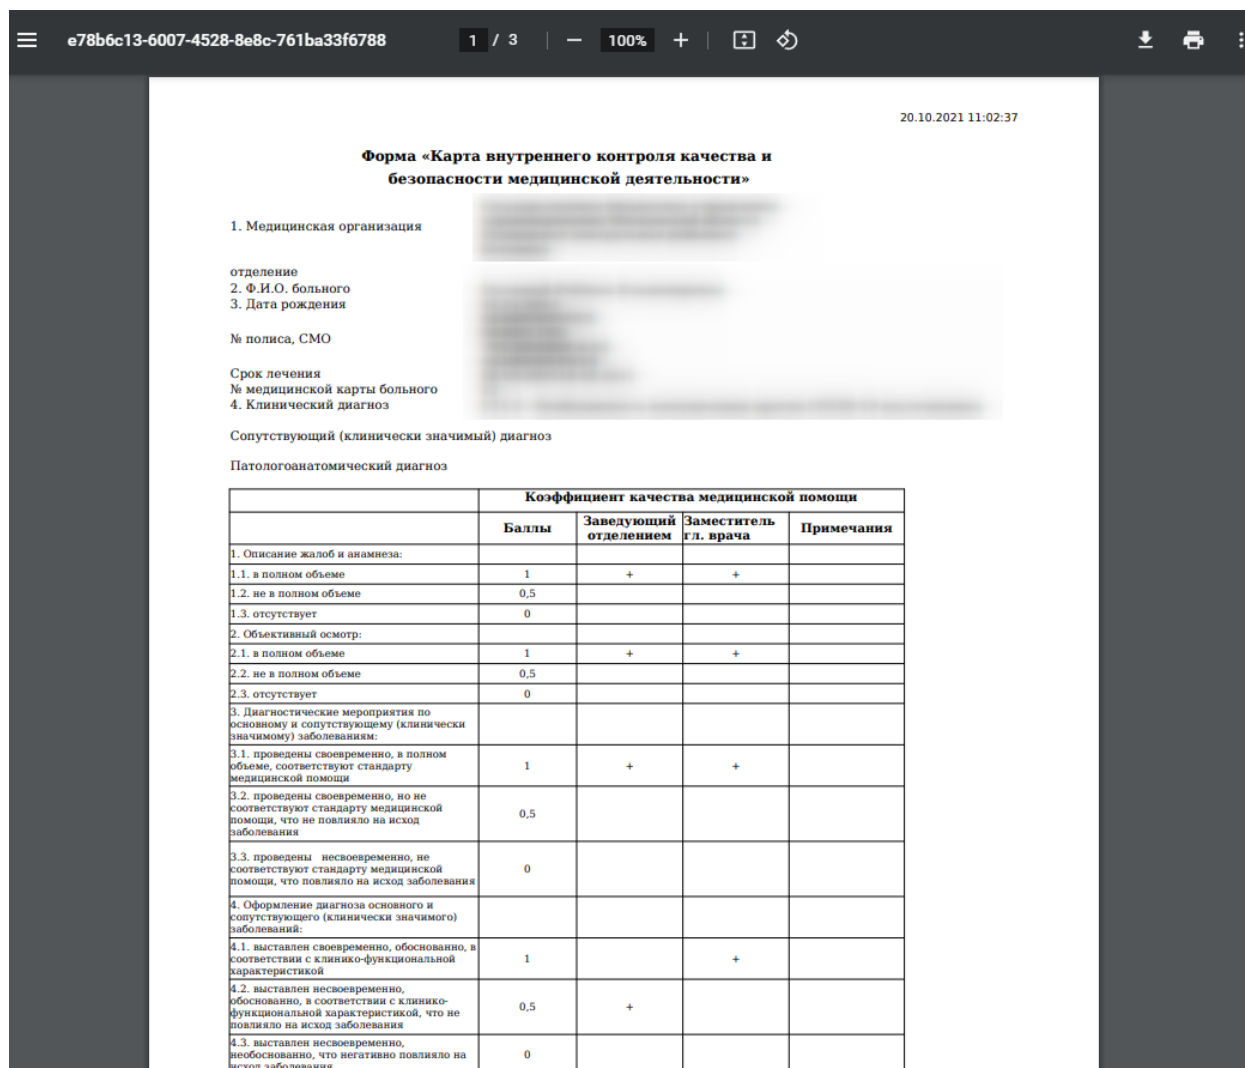 e78b6c13-6007-4528-8e8c-761ba33f6788
1 / 3
100%
20.10.2021 11:02:37
Форма «Карта внутреннего контроля качества и
безопасности медицинской деятельности»
1. Медицинская организация
отделение
2. Ф.И.О. больного
3. Дата рождения
№ полиса, СМО
Срок лечения
№ медицинской карты больного
4. Клинический диагноз
Сопутствующий (клинически значимый) диагноз
Патологоанатомический диагноз
Коэффициент качества медицинской помощи
Баллы Заведующий отделением Заместитель гл. врача Примечания
1. Описание жалоб и анамнеза:
1.1. в полном объеме 1 + +
1.2. не в полном объеме 0,5
1.3. отсутствует 0
2. Объективный осмотр:
2.1. в полном объеме 1 + +
2.2. не в полном объеме 0,5
2.3. отсутствует 0
3. Диагностические мероприятия по
основному и сопутствующему (клинически
значимому) заболеваниям:
3.1. проведены своевременно, в полном
объеме, соответствуют стандарту
медицинской помощи
1 + +
3.2. проведены своевременно, но не
соответствуют стандарту медицинской
помощи, что не повлияло на исход
заболевания
0,5
3.3. проведены несвоевременно, не
соответствуют стандарту медицинской
помощи, что повлияло на исход заболевания
0
4. Оформление диагноза основного и
сопутствующего (клинически значимого)
заболеваний:
4.1. выставлен своевременно, обоснованно, в
соответствии с клинико-функциональной
характеристикой
1 +
4.2. выставлен несвоевременно,
обоснованно, в соответствии с клинико-
функциональной характеристикой, что не
повлияло на исход заболевания
0,5 +
4.3. выставлен несвоевременно,
необоснованно, что негативно повлияло на
исход заболевания
0